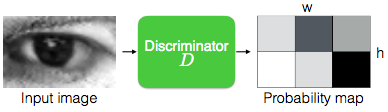 w
Discriminator
D
h
Input image
Probability map